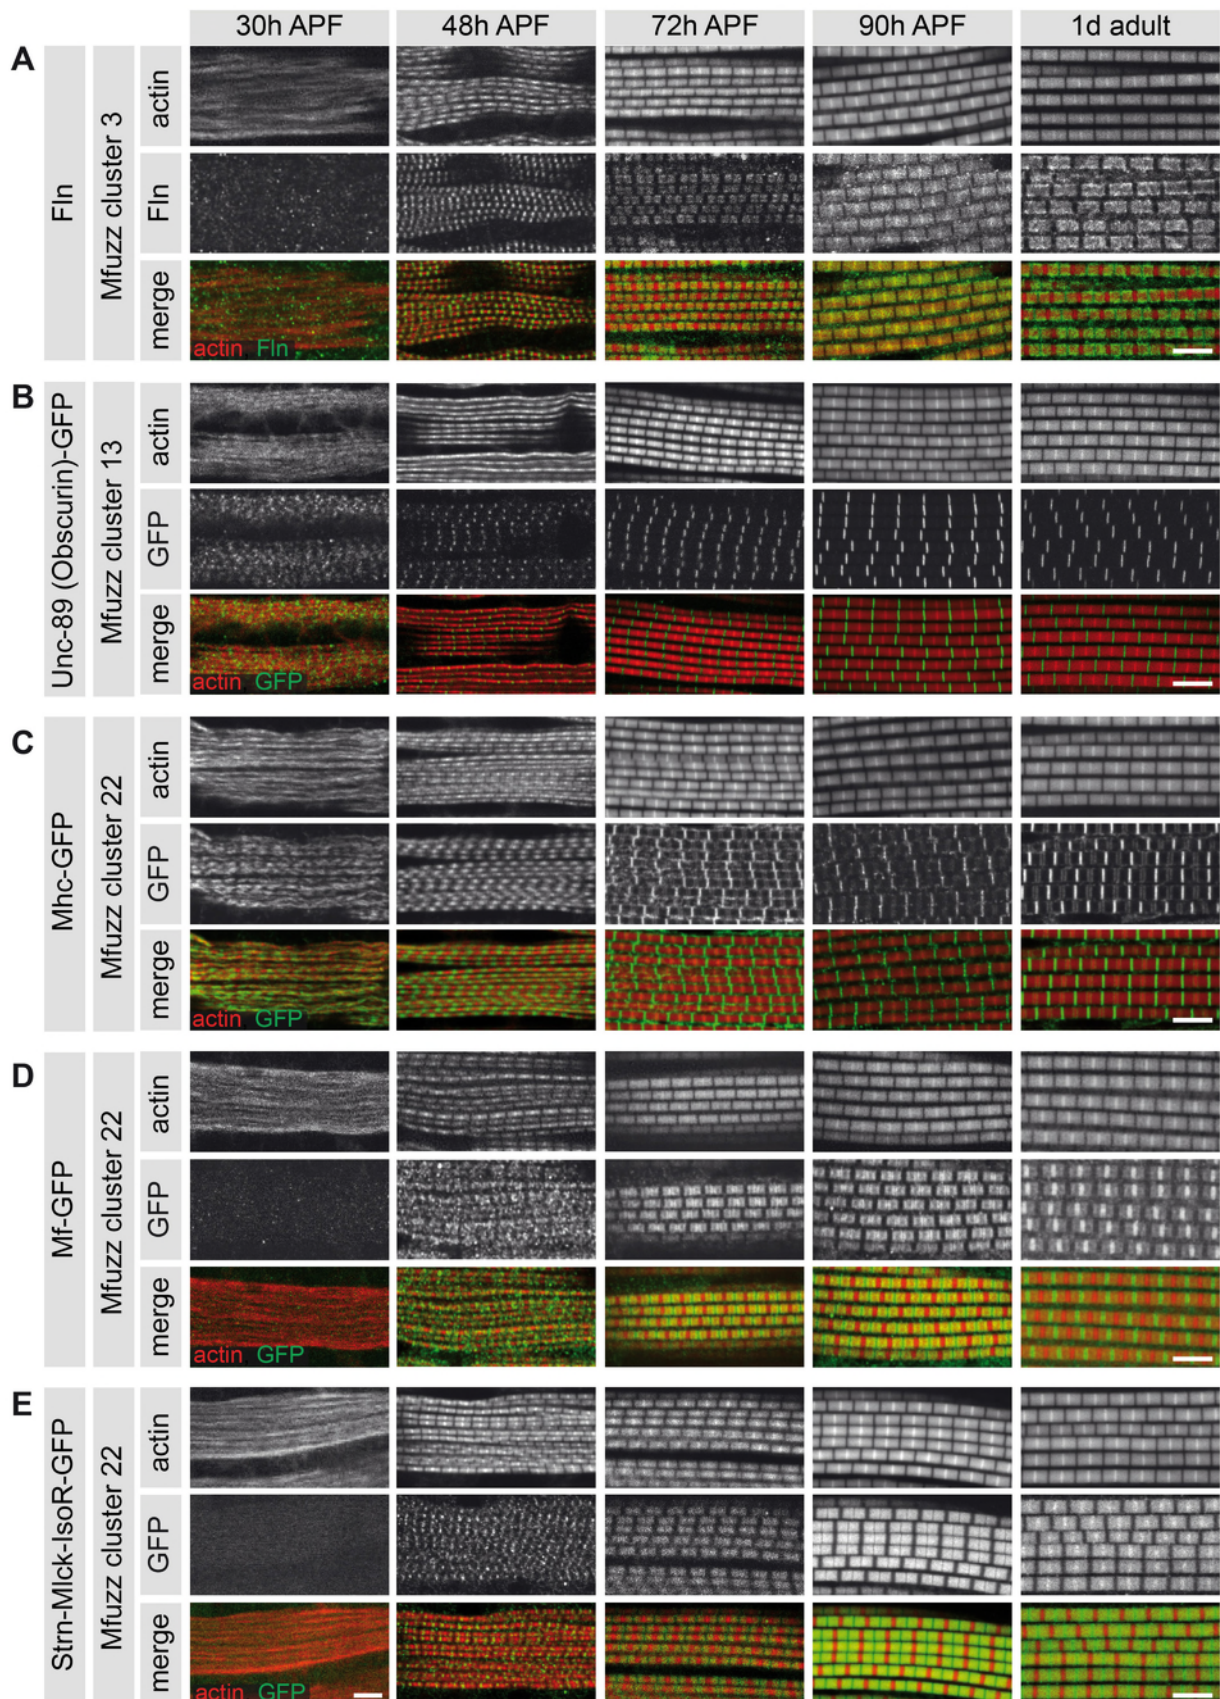 30h APF 48h APF 72h APF 90h APF 1d adult
A
Fln
Mfuzz cluster 3
actin
Fln
merge
actin Fln
B
Unc-89 (Obscurin)-GFP
Mfuzz cluster 13
actin
GFP
merge
actin GFP
C
Mhc-GFP
Mfuzz cluster 22
actin
GFP
merge
actin GFP
D
Mf-GFP
Mfuzz cluster 22
actin
GFP
merge
actin GFP
E
Strn-Mlck-IsoR-GFP
Mfuzz cluster 22
actin
GFP
merge
actin GFP